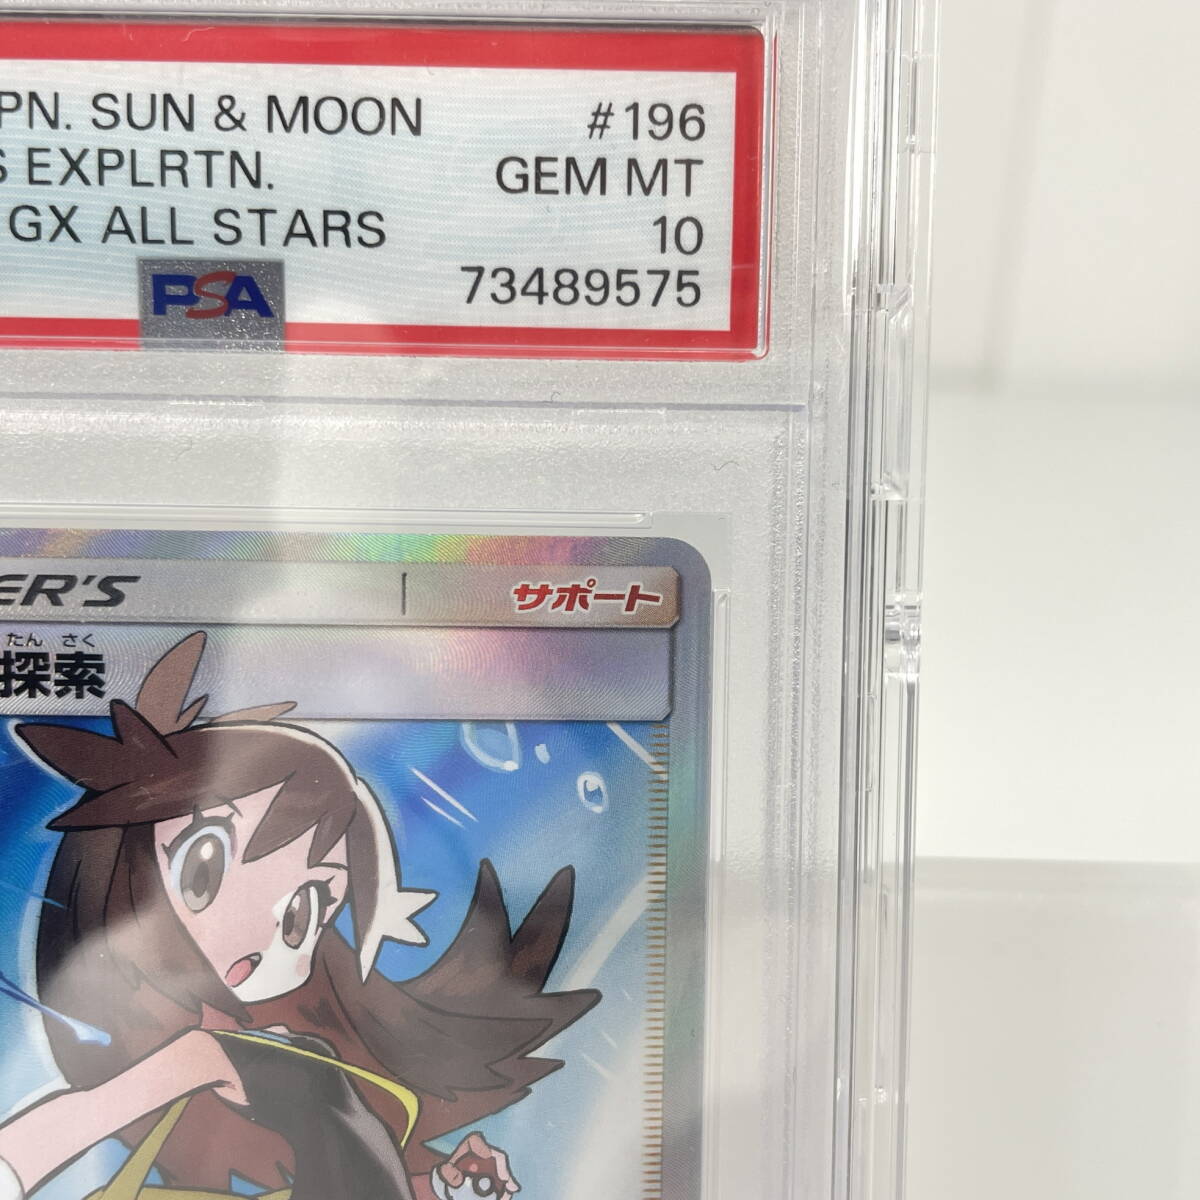 PN. SUN & MOON #196
S EXPLRTN. GEM MT
GX ALL STARS 10
PSA 73489575
ER'S サポート
たん さく
探索